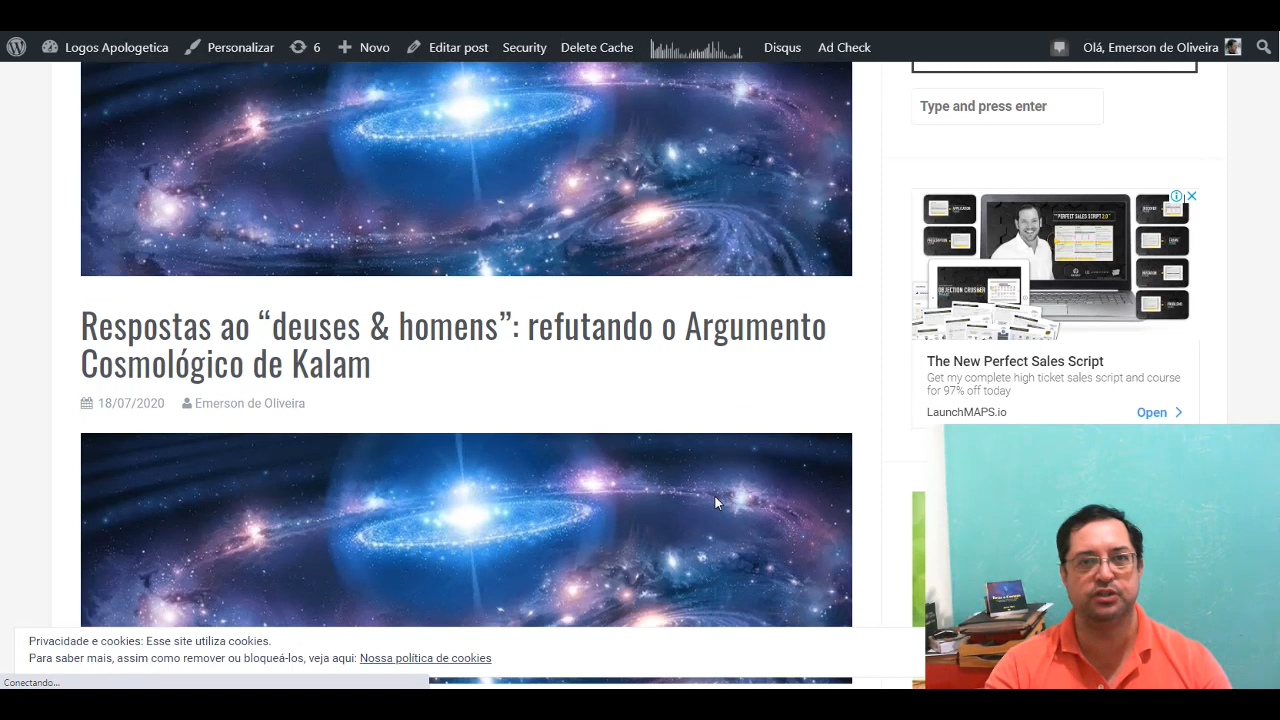 Logos Apologetica Personalizar 6 Novo Editar post Security Delete Cache Disqus Ad Check Olá, Emerson de Oliveira
Type and press enter
Respostas ao “deuses & homens”: refutando o Argumento
Cosmológico de Kalam
18/07/2020 Emerson de Oliveira
OBJECTION CRUSHER
The New Perfect Sales Script
Get my complete high ticket sales script and course
for 97% off today
LaunchMAPS.io Open
Privacidade e cookies: Esse site utiliza cookies.
Para saber mais, assim como remover ou bloqueá-los, veja aqui: Nossa política de cookies
Conectando...